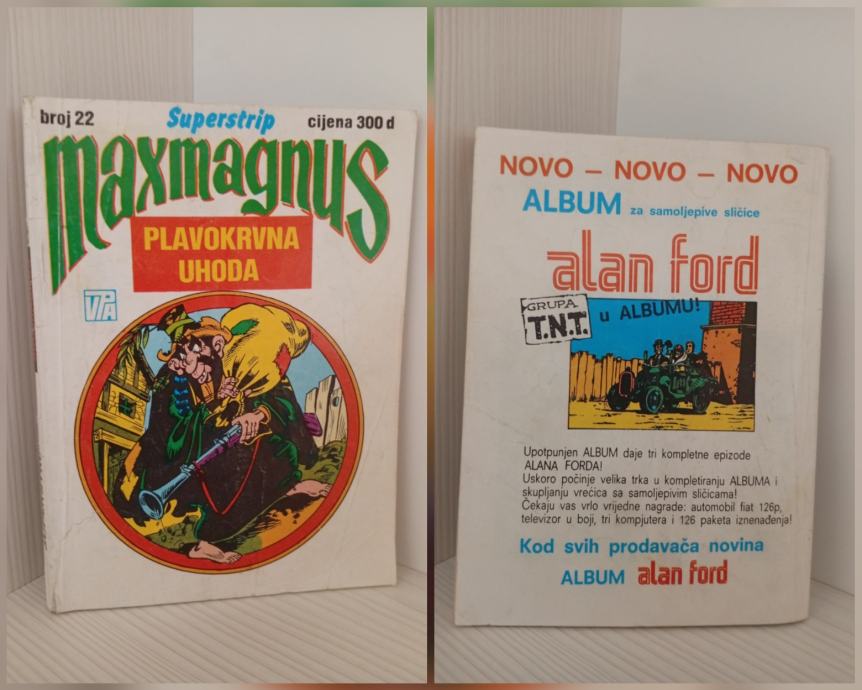 broj 22
Superstrip
cijena 300 d
maxmagnus
PLAVOKRVNA
UHODA
VPA
NOVO – NOVO – NOVO
ALBUM za samoljepive sličice
alan ford
GRUPA
T.N.T.
u ALBUMU!
Upotpunjen ALBUM daje tri kompletne epizode
ALANA FORDA!
Uskoro počinje velika trka u kompletiranju ALBUMA i
skupljanju vrećica sa samoljepivim sličicama!
Čekaju vas vrlo vrijedne nagrade: automobil fiat 126p,
televizor u boji, tri kompjutera i 126 paketa iznenađenja!
Kod svih prodavača novina
ALBUM alan ford